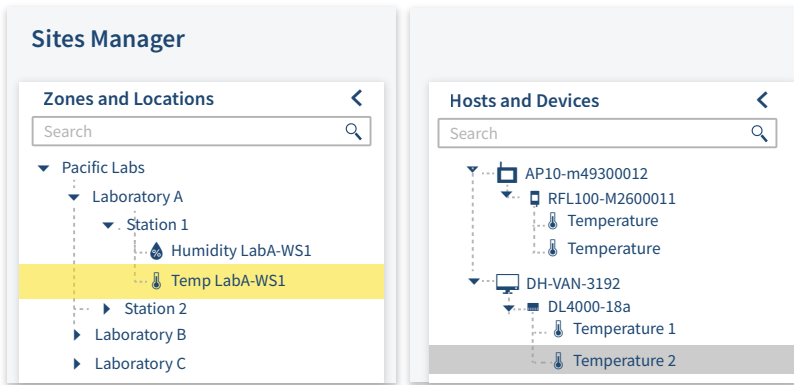 Sites Manager
Zones and Locations
Search
Pacific Labs
Laboratory A
Station 1
Humidity LabA-WS1
Temp LabA-WS1
Station 2
Laboratory B
Laboratory C
Hosts and Devices
Search
AP10-m49300012
RFL100-M2600011
Temperature
Temperature
DH-VAN-3192
DL4000-18a
Temperature 1
Temperature 2